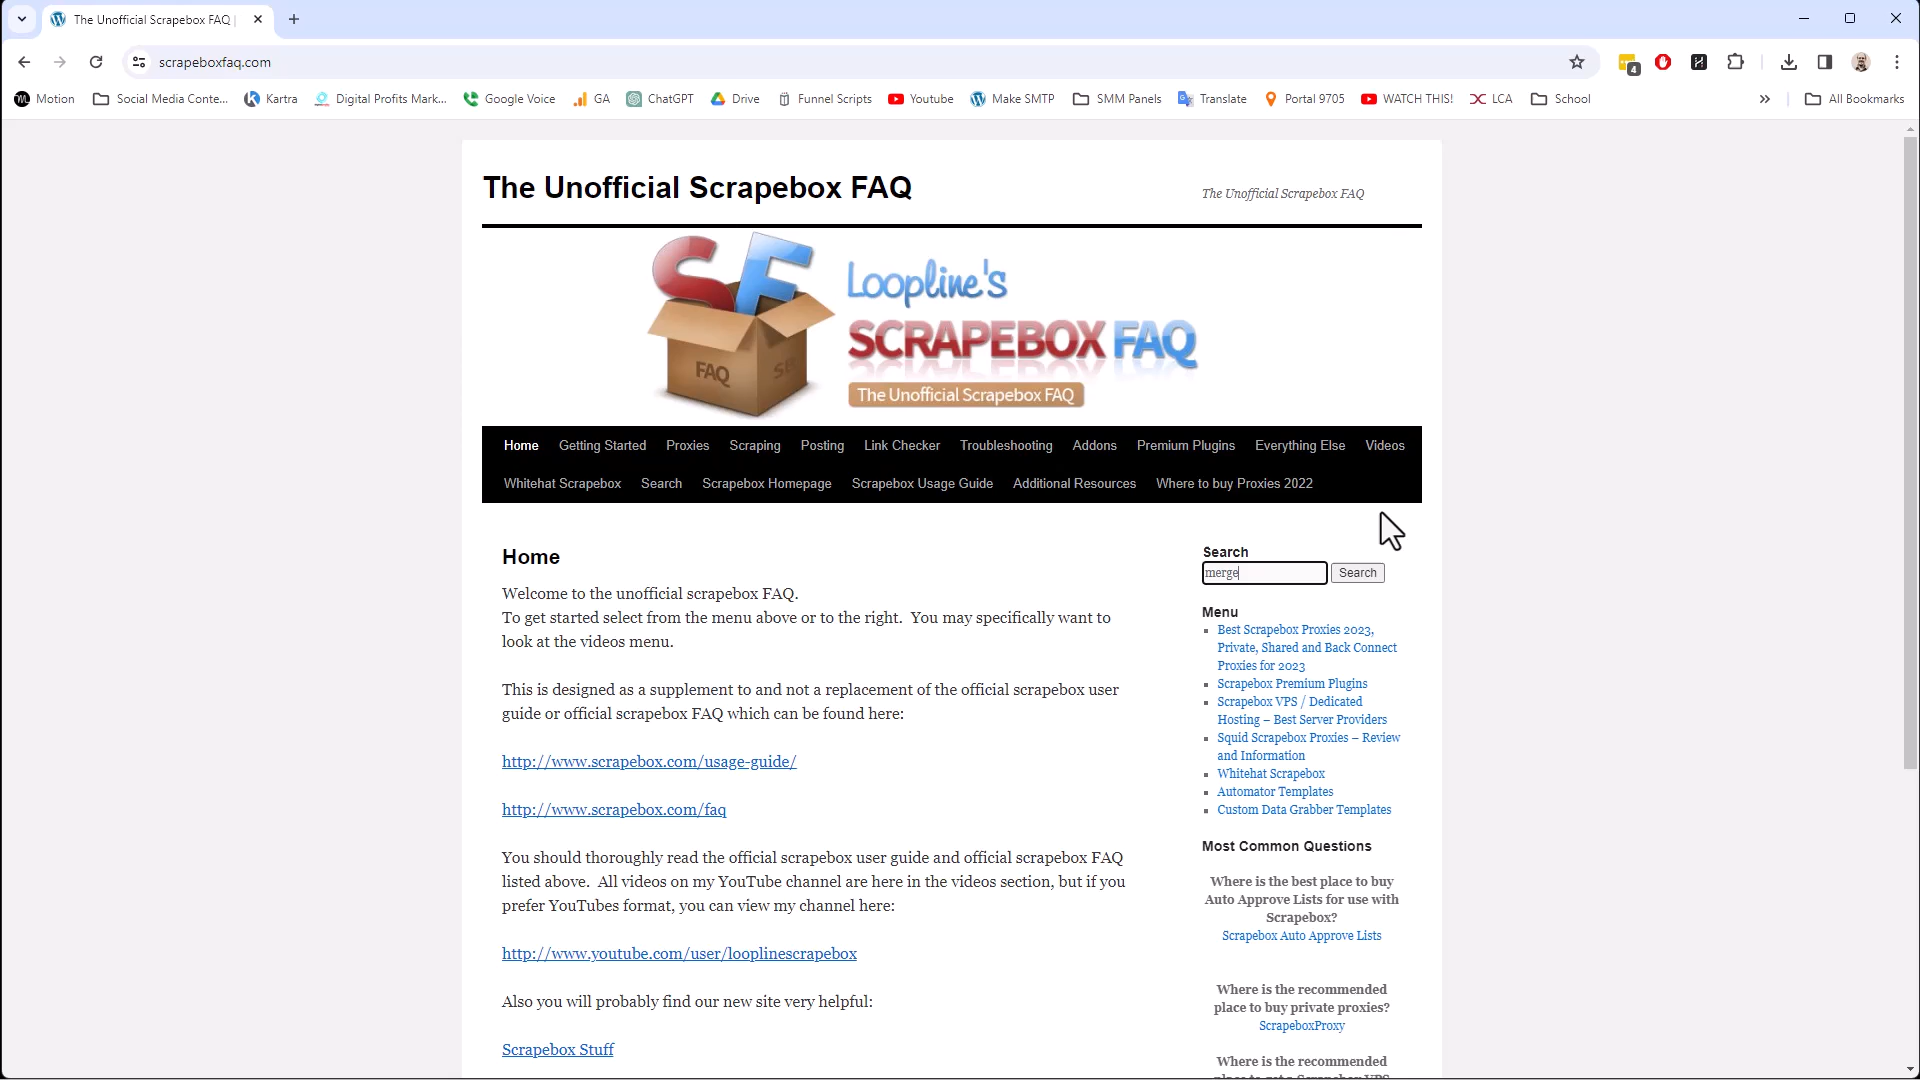 The Unofficial Scrapebox FAQ |
scrapeboxfaq.com
4
Motion
Social Media Conte...
Kartra
Digital Profits Mark...
Google Voice
GA
ChatGPT
Drive
Funnel Scripts
Youtube
Make SMTP
SMM Panels
Translate
Portal 9705
WATCH THIS!
LCA
School
All Bookmarks
The Unofficial Scrapebox FAQ
The Unofficial Scrapebox FAQ
SF
FAQ
Loopline's
SCRAPEBOX FAQ
The Unofficial Scrapebox FAQ
Home Getting Started Proxies Scraping Posting Link Checker Troubleshooting Addons Premium Plugins Everything Else Videos
Whitehat Scrapebox Search Scrapebox Homepage Scrapebox Usage Guide Additional Resources Where to buy Proxies 2022
Home
Welcome to the unofficial scrapebox FAQ.
To get started select from the menu above or to the right. You may specifically want to
look at the videos menu.
This is designed as a supplement to and not a replacement of the official scrapebox user
guide or official scrapebox FAQ which can be found here:
http://www.scrapebox.com/usage-guide/
http://www.scrapebox.com/faq
You should thoroughly read the official scrapebox user guide and official scrapebox FAQ
listed above. All videos on my YouTube channel are here in the videos section, but if you
prefer YouTubes format, you can view my channel here:
http://www.youtube.com/user/looplinescrapebox
Also you will probably find our new site very helpful:
Scrapebox Stuff
Search
merge
Search
Menu
Best Scrapebox Proxies 2023,
Private, Shared and Back Connect
Proxies for 2023
Scrapebox Premium Plugins
Scrapebox VPS / Dedicated
Hosting – Best Server Providers
Squid Scrapebox Proxies – Review
and Information
Whitehat Scrapebox
Automator Templates
Custom Data Grabber Templates
Most Common Questions
Where is the best place to buy
Auto Approve Lists for use with
Scrapebox?
Scrapebox Auto Approve Lists
Where is the recommended
place to buy private proxies?
ScrapeboxProxy
Where is the recommended